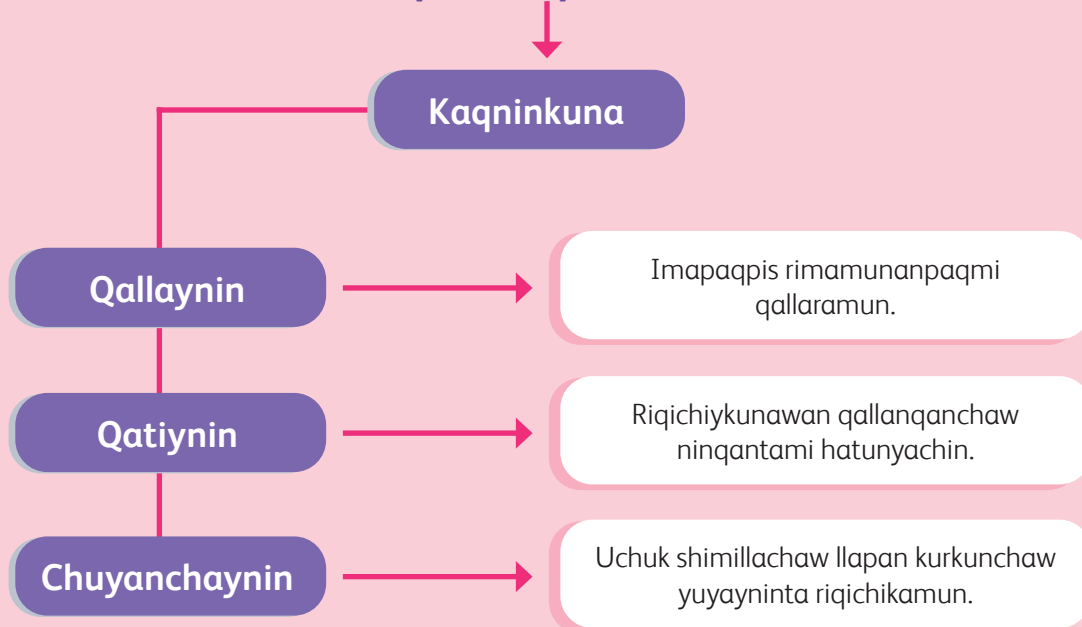 Kaqninkuna
Qallaynin
Imapaqpis rimamunanpaqmi
qallaramun.
Qatiynin
Riqichiykunawan qallanqanchaw
ninqantami hatunyachin.
Chuyanchaynin
Uchuk shimillachaw llapan kurkunchaw
yuyayninta riqichikamun.